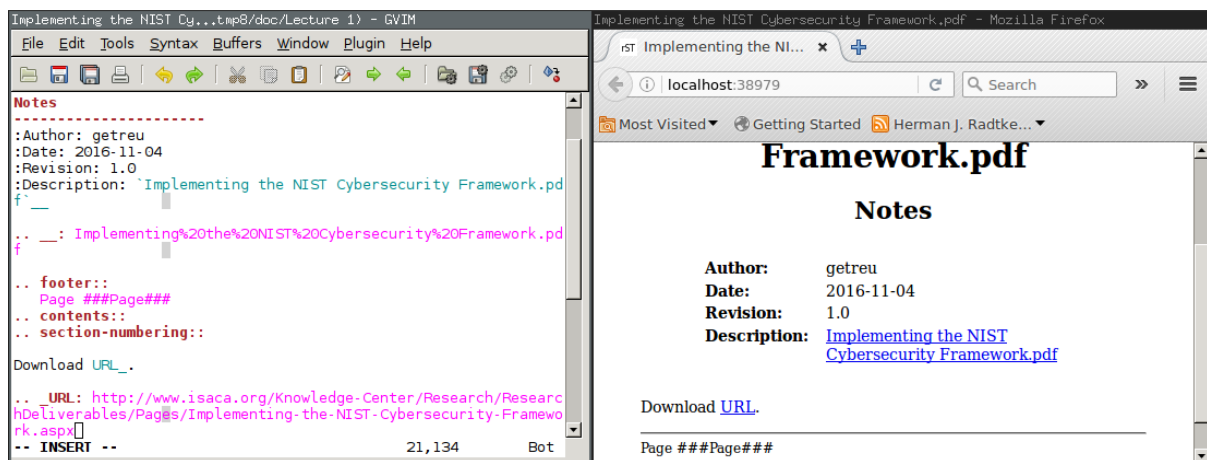 Implementing the NIST Cy...tmp8/doc/Lecture 1) - GVIM
File Edit Tools Syntax Buffers Window Plugin Help
Notes
----------------------
:Author: getreu
:Date: 2016-11-04
:Revision: 1.0
:Description: `Implementing the NIST Cybersecurity Framework.pd
f`__
.. __: Implementing%20the%20NIST%20Cybersecurity%20Framework.pd
f
.. footer::
Page ###Page###
.. contents::
.. section-numbering::
Download URL_.
.. _URL: http://www.isaca.org/Knowledge-Center/Research/Researc
hDeliverables/Pages/Implementing-the-NIST-Cybersecurity-Framewo
rk.aspx
-- INSERT -- 21,134 Bot
Implementing the NIST Cybersecurity Framework.pdf - Mozilla Firefox
rST Implementing the NI...
localhost:38979 Search
Most Visited Getting Started Herman J. Radtke...
Framework.pdf
Notes
Author: getreu
Date: 2016-11-04
Revision: 1.0
Description: Implementing the NIST
Cybersecurity Framework.pdf
Download URL.
Page ###Page###